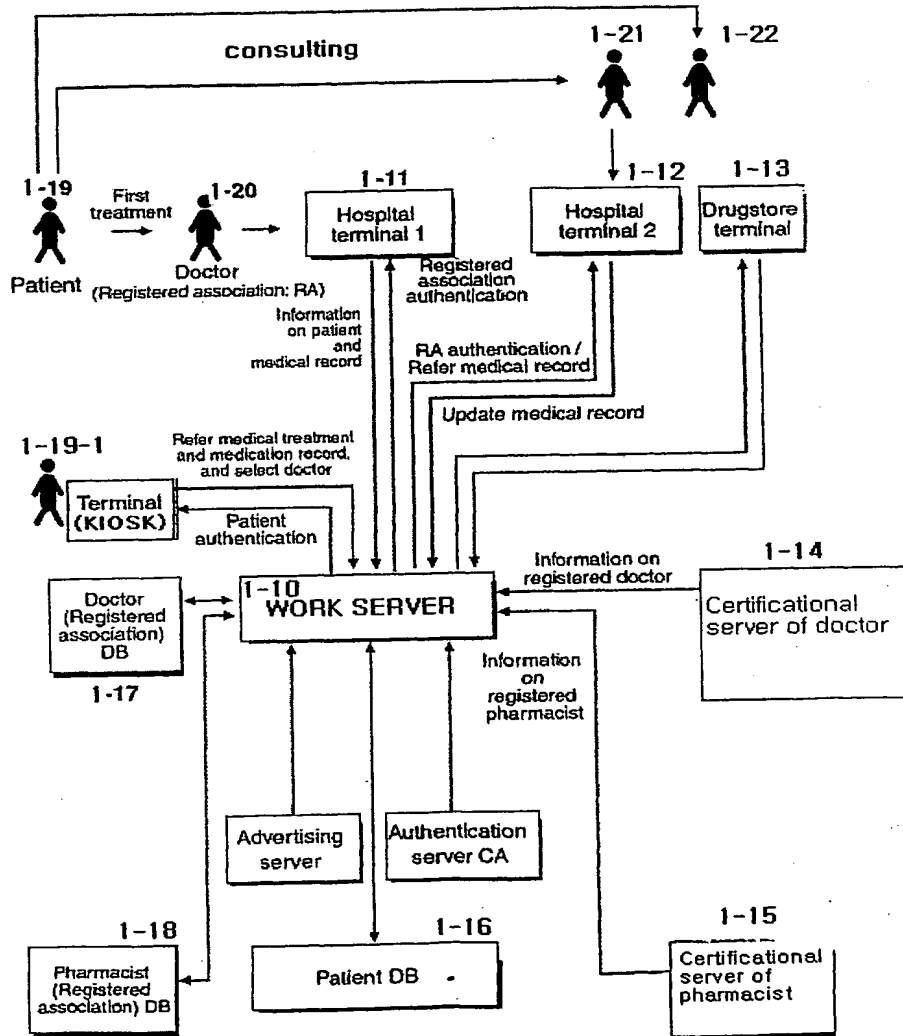 1-21
1-22
consulting
1-19
1-20
1-11
1-12
1-13
First
treatment
Hospital
terminal 1
Hospital
terminal 2
Drugstore
terminal
Patient
Doctor
(Registered association: RA)
Registered
association
authentication
Information
on patient
and
medical record
RA authentication /
Refer medical record
Update medical record
1-19-1
Refer medical treatment
and medication record,
and select doctor
Terminal
(KIOSK)
Patient
authentication
Information on
registered doctor
1-14
1-10
WORK SERVER
Doctor
(Registered
association)
DB
1-17
Certificational
server of doctor
Information
on
registered
pharmacist
Advertising
server
Authentication
server CA
1-18
1-16
1-15
Pharmacist
(Registered
association) DB
Patient DB
Certificational
server of
pharmacist